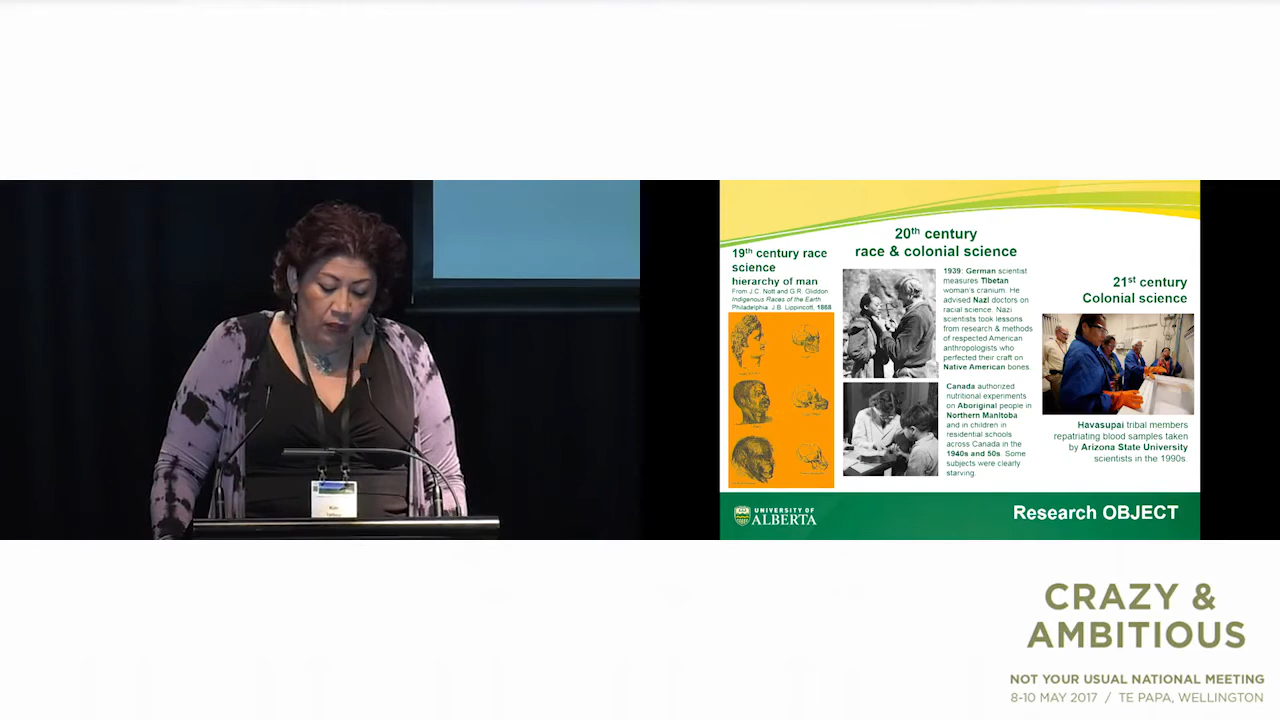 Kim
19th century race
science
hierarchy of man
From J.C. Nott and G.R. Gliddon
Indigenous Races of the Earth
Philadelphia. J.B. Lippincott, 1868
20th century
race & colonial science
1939: German scientist
measures Tibetan
woman's cranium. He
advised Nazi doctors on
racial science. Nazi
scientists took lessons
from research & methods
of respected American
anthropologists who
perfected their craft on
Native American bones.
Canada authorized
nutritional experiments
on Aboriginal people in
Northern Manitoba
and in children in
residential schools
across Canada in the
1940s and 50s. Some
subjects were clearly
starving.
21st century
Colonial science
Havasupai tribal members
repatriating blood samples taken
by Arizona State University
scientists in the 1990s.
UNIVERSITY OF
ALBERTA
Research OBJECT
CRAZY &
AMBITIOUS
NOT YOUR USUAL NATIONAL MEETING
8-10 MAY 2017 / TE PAPA, WELLINGTON